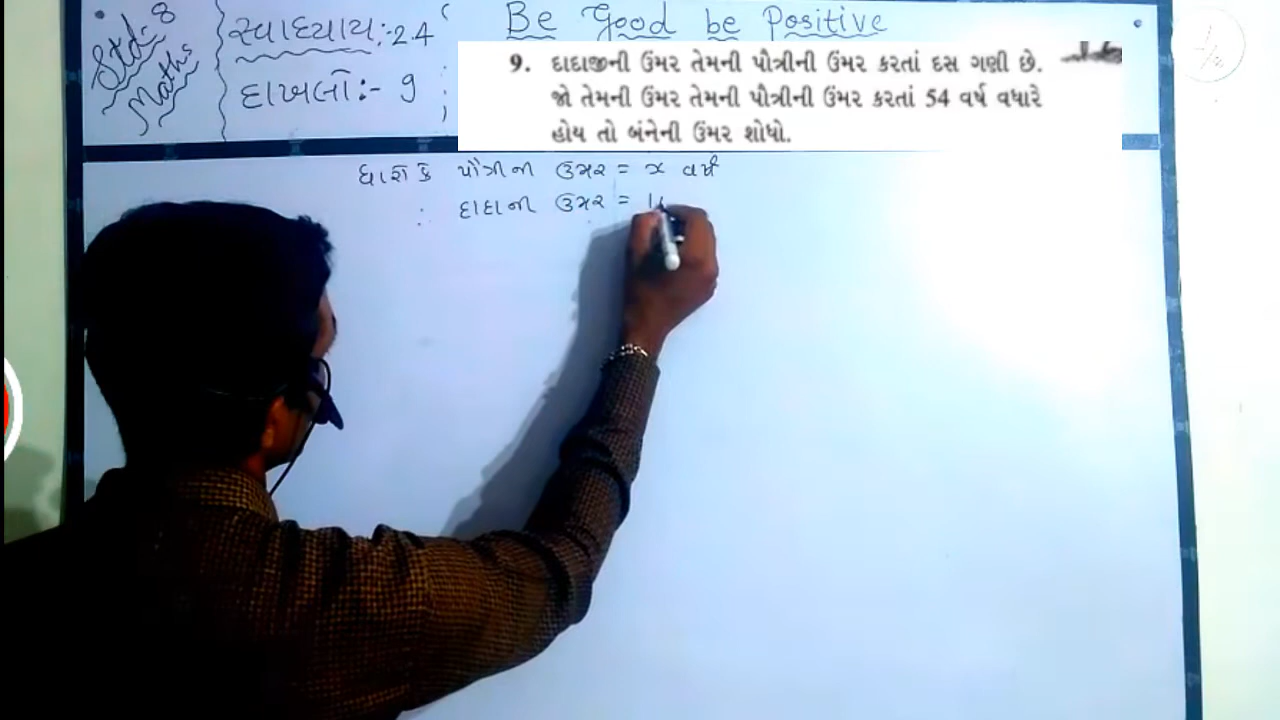 Std-8
Maths
સ્વાધ્યાય:-2.4
દાખલો:- 9
Be Good be Positive
9. દાદાજીની ઉંમર તેમની પૌત્રીની ઉંમર કરતાં દસ ગણી છે.
જો તેમની ઉંમર તેમની પૌત્રીની ઉંમર કરતાં 54 વર્ષ વધારે
હોય તો બંનેની ઉંમર શોધો.
ધારો કે પૌત્રીની ઉંમર = x વર્ષ
∴ દાદાની ઉંમર =